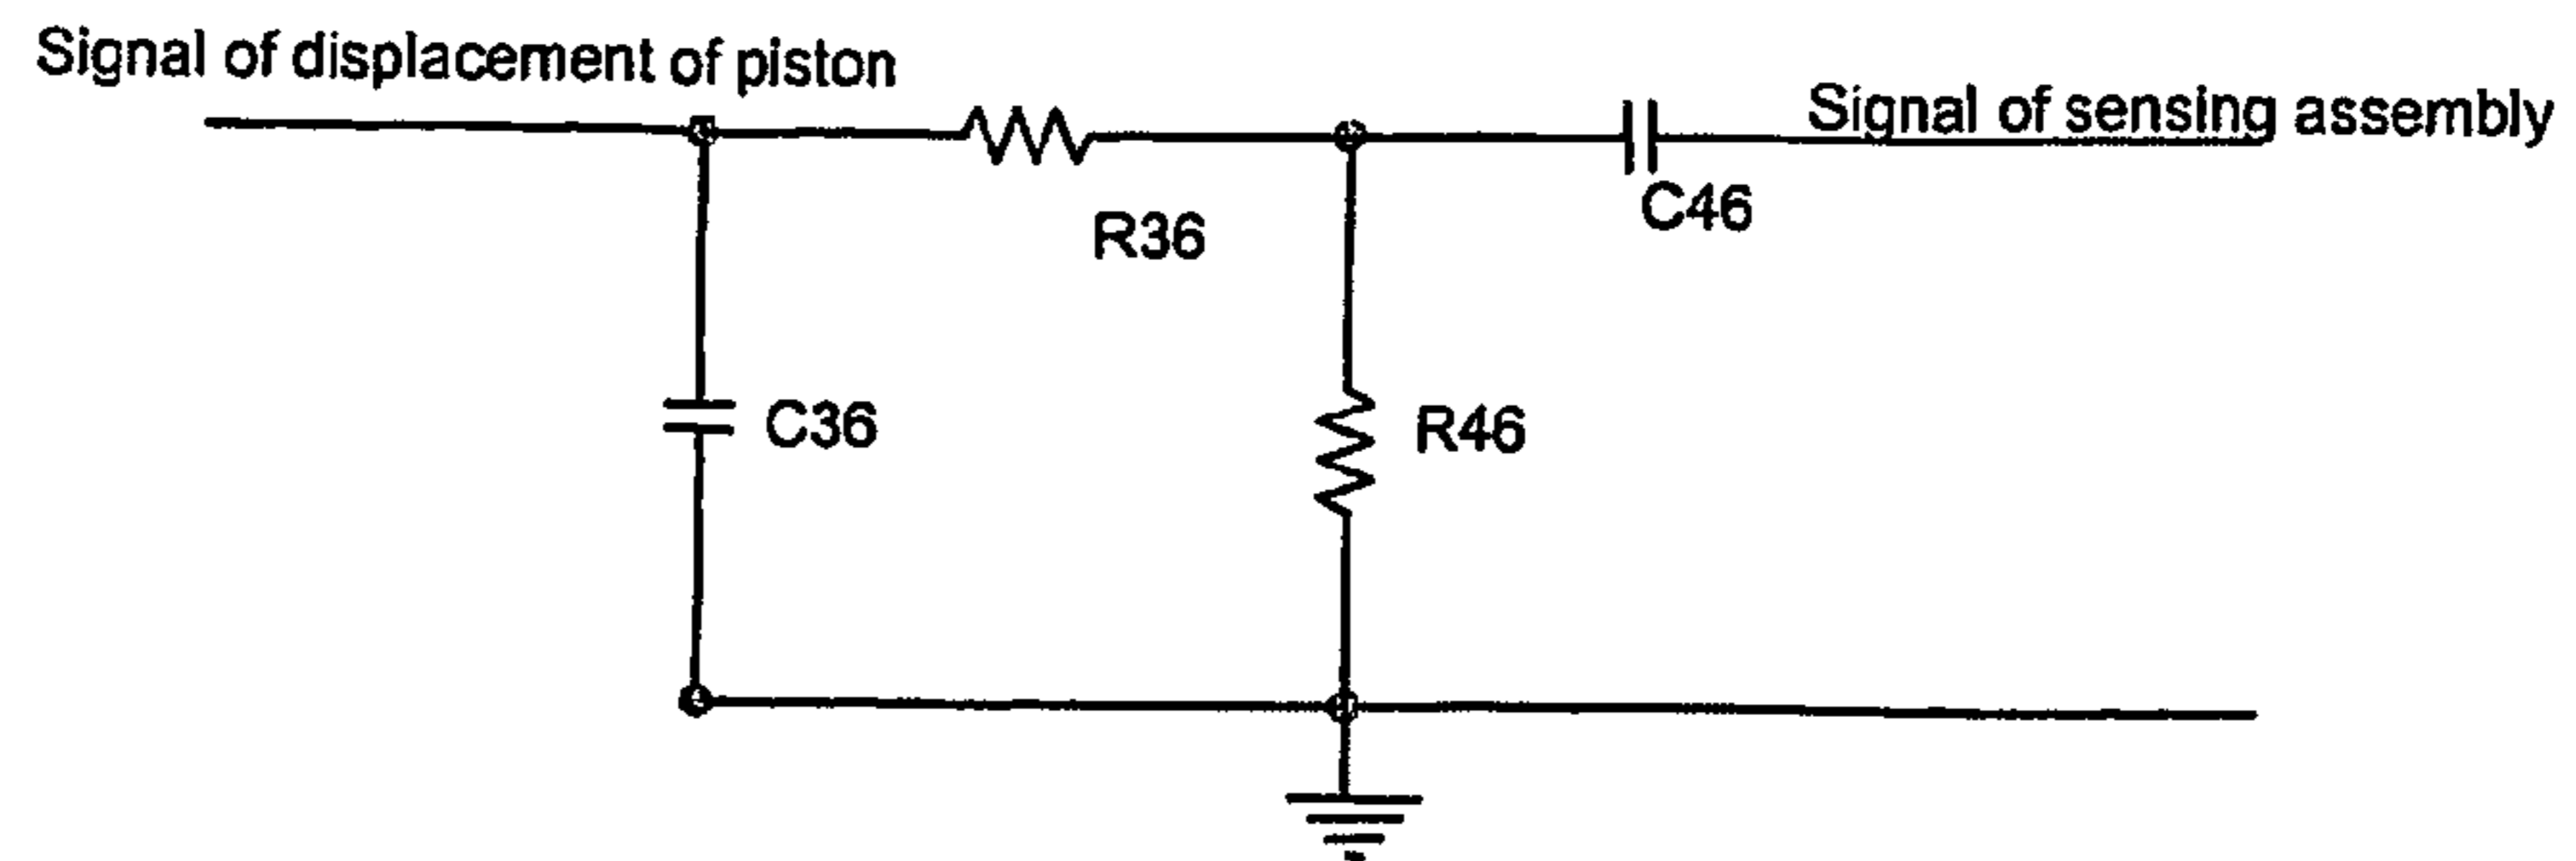 Signal of displacement of piston
Signal of sensing assembly
C46
R36
C36
R46